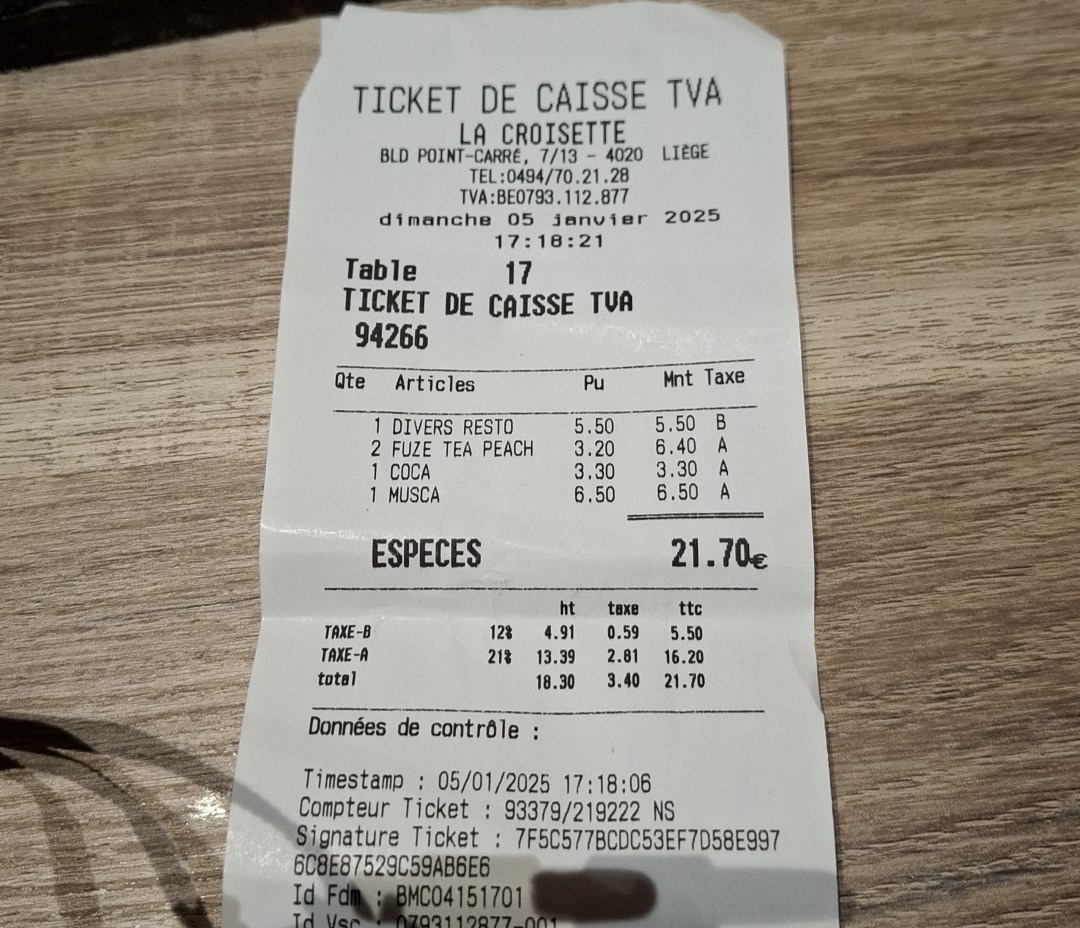 TICKET DE CAISSE TVA
LA CROISETTE
BLD POINT-CARRÉ, 7/13 - 4020 LIÈGE
TEL:0494/70.21.28
TVA:BE0793.112.877
dimanche 05 janvier 2025
17:18:21
Table 17
TICKET DE CAISSE TVA
94266
Qte Articles Pu Mnt Taxe
1 DIVERS RESTO 5.50 5.50 B
2 FUZE TEA PEACH 3.20 6.40 A
1 COCA 3.30 3.30 A
1 MUSCA 6.50 6.50 A
ESPECES 21.70€
ht taxe ttc
TAXE-B 12% 4.91 0.59 5.50
TAXE-A 21% 13.39 2.81 16.20
total 18.30 3.40 21.70
Données de contrôle :
Timestamp : 05/01/2025 17:18:06
Compteur Ticket : 93379/219222 NS
Signature Ticket : 7F5C577BCDC53EF7D58E997
6C8E87529C59AB6E6
Id Fdm : BMC04151701
Id Vsc : 0793112877-001